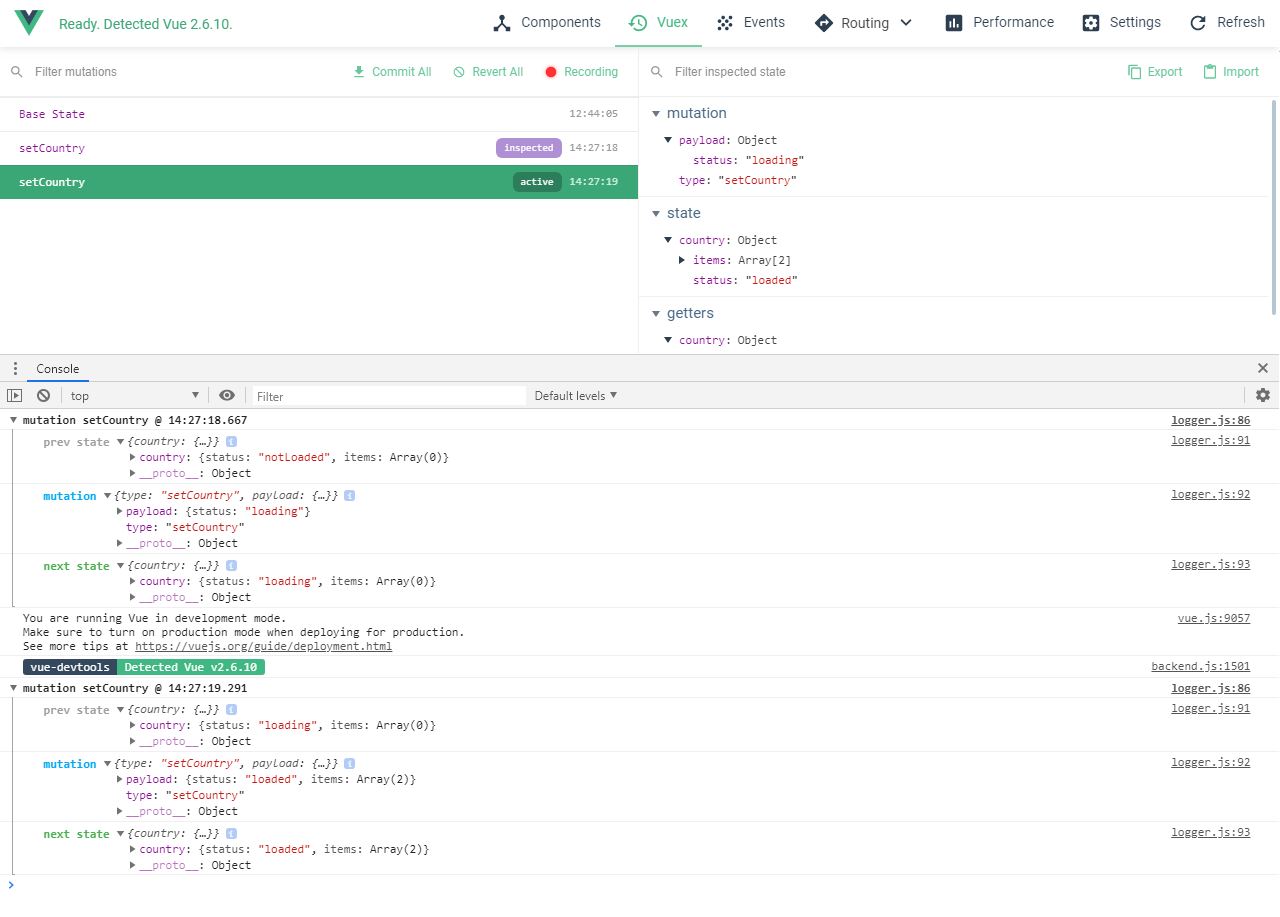 Ready. Detected Vue 2.6.10.
Components
Vuex
Events
Routing
Performance
Settings
Refresh
Filter mutations
Commit All
Revert All
Recording
Base State 12:44:05
setCountry inspected 14:27:18
setCountry active 14:27:19
Filter inspected state
Export
Import
mutation
payload: Object
status: "loading"
type: "setCountry"
state
country: Object
items: Array[2]
status: "loaded"
getters
country: Object
Console
top
Filter
Default levels
mutation setCountry @ 14:27:18.667 logger.js:86
prev state {country: {…}} i logger.js:91
country: {status: "notLoaded", items: Array(0)}
__proto__: Object
mutation {type: "setCountry", payload: {…}} i logger.js:92
payload: {status: "loading"}
type: "setCountry"
__proto__: Object
next state {country: {…}} i logger.js:93
country: {status: "loading", items: Array(0)}
__proto__: Object
You are running Vue in development mode. vue.js:9057
Make sure to turn on production mode when deploying for production.
See more tips at https://vuejs.org/guide/deployment.html
vue-devtools Detected Vue v2.6.10 backend.js:1501
mutation setCountry @ 14:27:19.291 logger.js:86
prev state {country: {…}} i logger.js:91
country: {status: "loading", items: Array(0)}
__proto__: Object
mutation {type: "setCountry", payload: {…}} i logger.js:92
payload: {status: "loaded", items: Array(2)}
type: "setCountry"
__proto__: Object
next state {country: {…}} i logger.js:93
country: {status: "loaded", items: Array(2)}
__proto__: Object